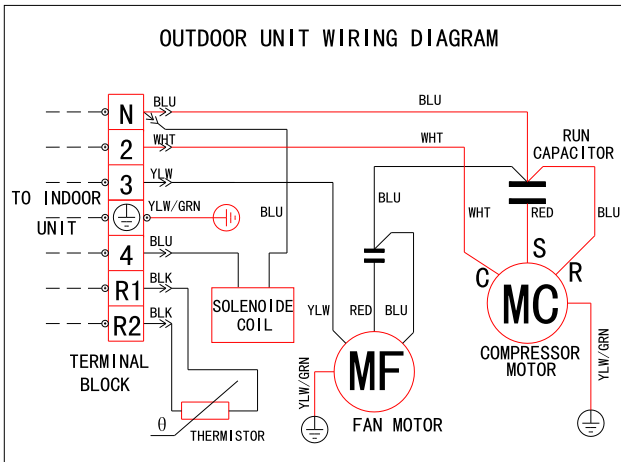 OUTDOOR UNIT WIRING DIAGRAM
N
BLU
BLU
2
WHT
WHT
RUN
CAPACITOR
3
YLW
TO INDOOR
UNIT
YLW/GRN
BLU
BLU
WHT
RED
BLU
4
BLU
S
C
R
R1
BLK
SOLENOIDE
COIL
YLW
RED
BLU
MC
R2
BLK
COMPRESSOR
MOTOR
TERMINAL
BLOCK
MF
YLW/GRN
YLW/GRN
θ
THERMISTOR
FAN MOTOR